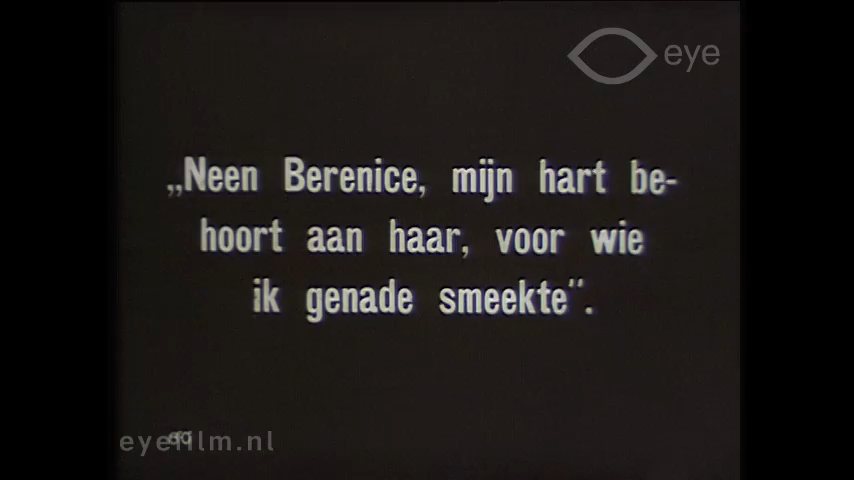 eye
„Neen Berenice, mijn hart be-
hoort aan haar, voor wie
ik genade smeekte".
eyefilm.nl